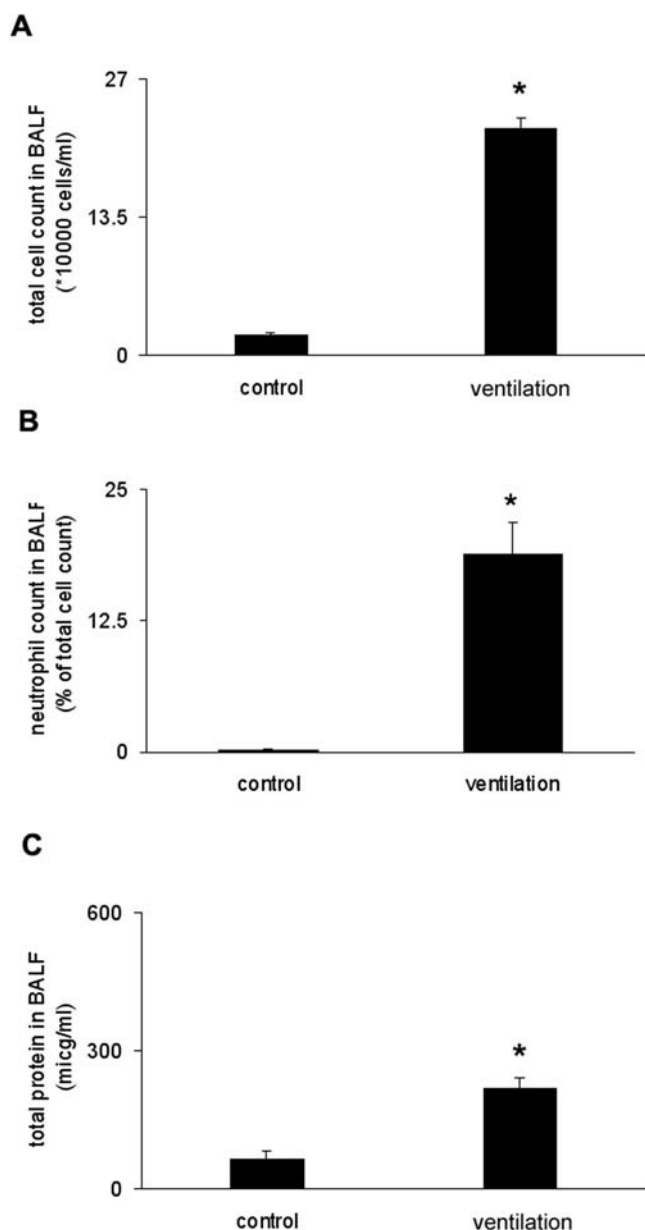 A
27
13.5
0
total cell count in BALF
(*10000 cells/ml)
*
control
ventilation
B
25
12.5
0
neutrophil count in BALF
(% of total cell count)
*
control
ventilation
C
600
300
0
total protein in BALF
(micg/ml)
*
control
ventilation